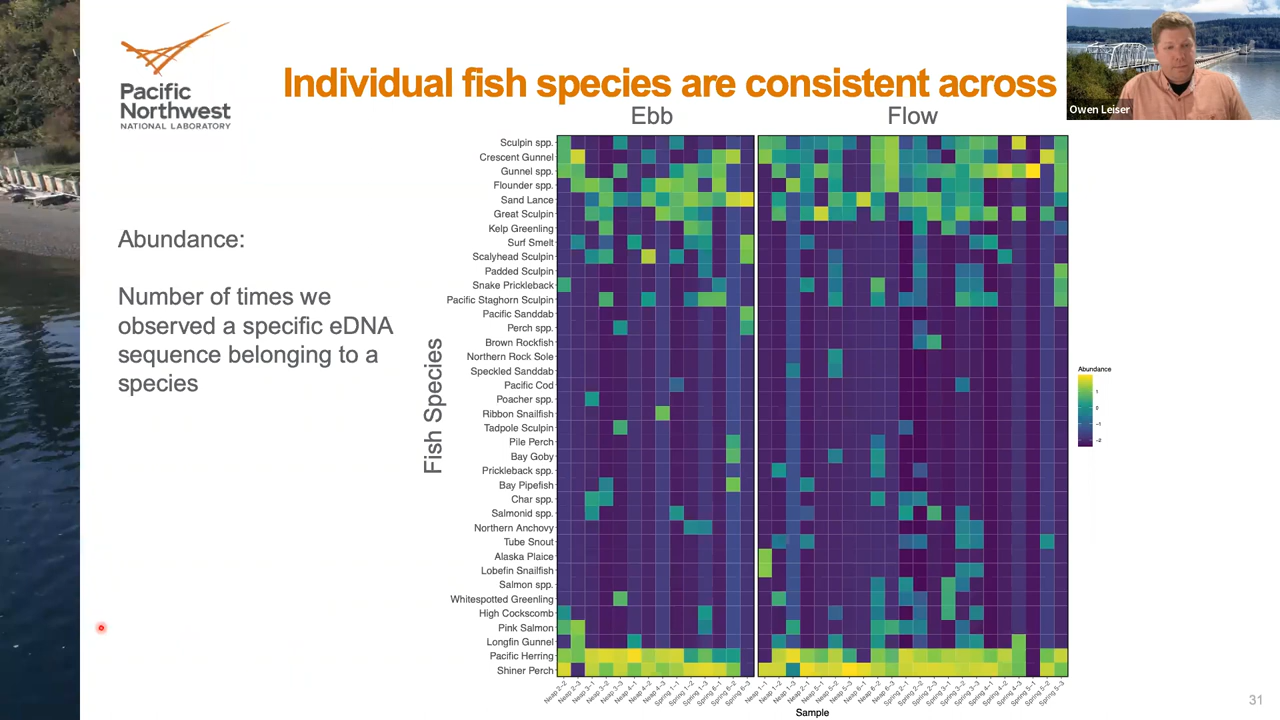 Pacific
Northwest
NATIONAL LABORATORY
Individual fish species are consistent across
Owen Leiser
Ebb
Flow
Abundance:
Number of times we
observed a specific eDNA
sequence belonging to a
species
Fish Species
Sculpin spp.
Crescent Gunnel
Gunnel spp.
Flounder spp.
Sand Lance
Great Sculpin
Kelp Greenling
Surf Smelt
Scalyhead Sculpin
Padded Sculpin
Snake Prickleback
Pacific Staghorn Sculpin
Pacific Sanddab
Perch spp.
Brown Rockfish
Northern Rock Sole
Speckled Sanddab
Pacific Cod
Poacher spp.
Ribbon Snailfish
Tadpole Sculpin
Pile Perch
Bay Goby
Prickleback spp.
Bay Pipefish
Char spp.
Salmonid spp.
Northern Anchovy
Tube Snout
Alaska Plaice
Lobefin Snailfish
Salmon spp.
Whitespotted Greenling
High Cockscomb
Pink Salmon
Longfin Gunnel
Pacific Herring
Shiner Perch
Abundance
1
0
-1
-2
Sample
31